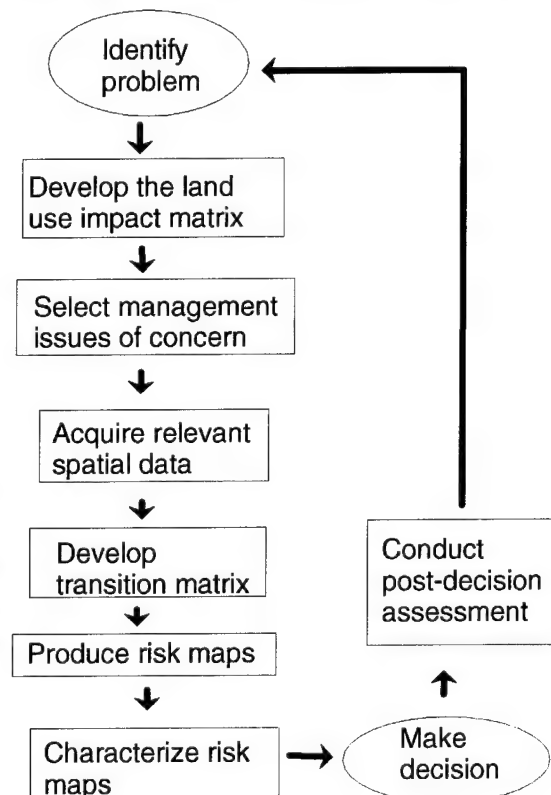 Identify
problem
Develop the land
use impact matrix
Select management
issues of concern
Acquire relevant
spatial data
Develop
transition matrix
Produce risk maps
Characterize risk
maps
Make
decision
Conduct
post-decision
assessment